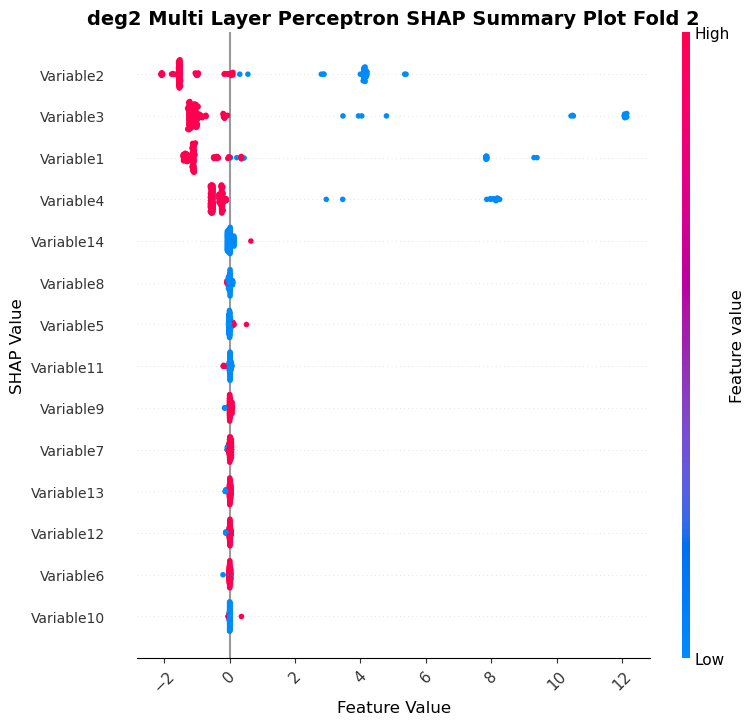 deg2 Multi Layer Perceptron SHAP Summary Plot Fold 2
High
Variable2
Variable3
Variable1
Variable4
Variable14
Variable8
Variable5
Variable11
Variable9
Variable7
Variable13
Variable12
Variable6
Variable10
SHAP Value
Feature value
Low
−2
0
2
4
6
8
10
12
Feature Value